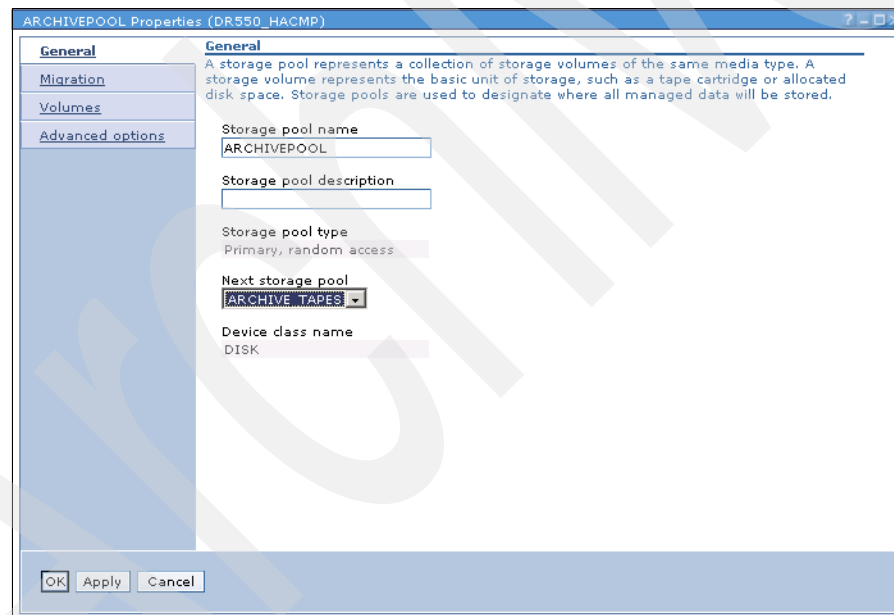 ARCHIVEPOOL Properties (DR550_HACMP)
General
Migration
Volumes
Advanced options
General
A storage pool represents a collection of storage volumes of the same media type. A
storage volume represents the basic unit of storage, such as a tape cartridge or allocated
disk space. Storage pools are used to designate where all managed data will be stored.
Storage pool name
ARCHIVEPOOL
Storage pool description
Storage pool type
Primary, random access
Next storage pool
ARCHIVE_TAPES
Device class name
DISK
OK Apply Cancel